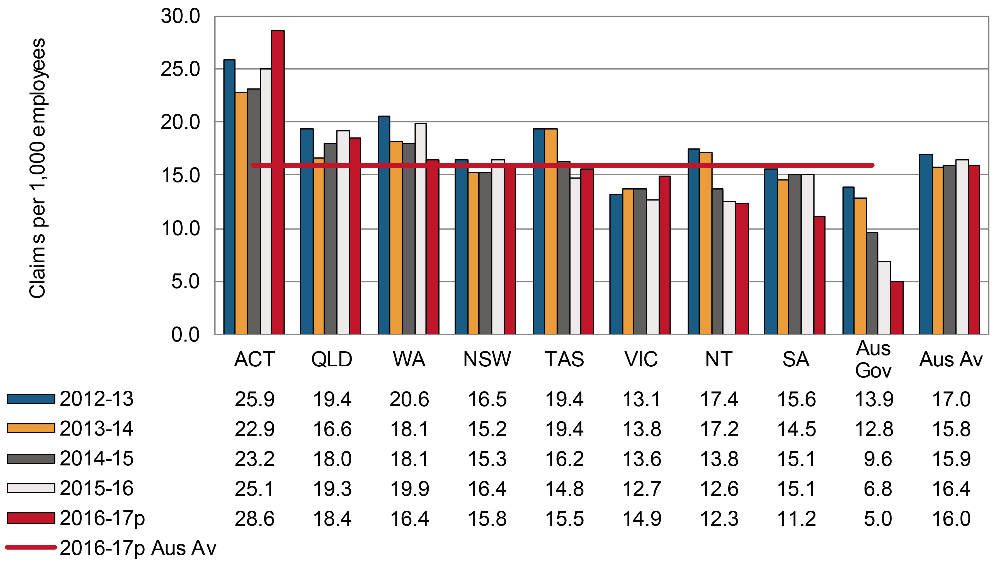 Claims per 1,000 employees
30.0
25.0
20.0
15.0
10.0
5.0
0.0
ACT QLD WA NSW TAS VIC NT SA Aus Gov Aus Av
2012-13 25.9 19.4 20.6 16.5 19.4 13.1 17.4 15.6 13.9 17.0
2013-14 22.9 16.6 18.1 15.2 19.4 13.8 17.2 14.5 12.8 15.8
2014-15 23.2 18.0 18.1 15.3 16.2 13.6 13.8 15.1 9.6 15.9
2015-16 25.1 19.3 19.9 16.4 14.8 12.7 12.6 15.1 6.8 16.4
2016-17p 28.6 18.4 16.4 15.8 15.5 14.9 12.3 11.2 5.0 16.0
2016-17p Aus Av